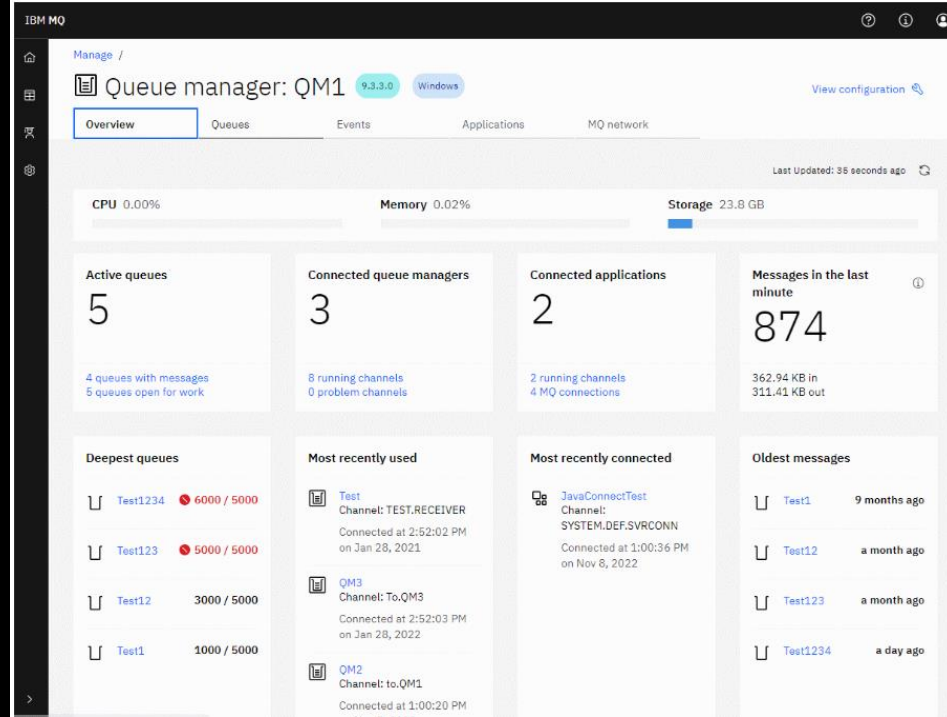 IBM MQ
Manage /
Queue manager: QM1 9.3.3.0 Windows
View configuration
Overview Queues Events Applications MQ network
Last Updated: 35 seconds ago
CPU 0.00% Memory 0.02% Storage 23.8 GB
Active queues
5
4 queues with messages
5 queues open for work
Connected queue managers
3
8 running channels
0 problem channels
Connected applications
2
2 running channels
4 MQ connections
Messages in the last
minute
874
362.94 KB in
311.41 KB out
Deepest queues
Test1234 6000 / 5000
Test123 5000 / 5000
Test12 3000 / 5000
Test1 1000 / 5000
Most recently used
Test
Channel: TEST.RECEIVER
Connected at 2:52:02 PM
on Jan 28, 2021
QM3
Channel: To.QM3
Connected at 2:52:03 PM
on Jan 28, 2022
QM2
Channel: to.QM1
Connected at 1:00:20 PM
Most recently connected
JavaConnectTest
Channel:
SYSTEM.DEF.SVRCONN
Connected at 1:00:36 PM
on Nov 8, 2022
Oldest messages
Test1 9 months ago
Test12 a month ago
Test123 a month ago
Test1234 a day ago